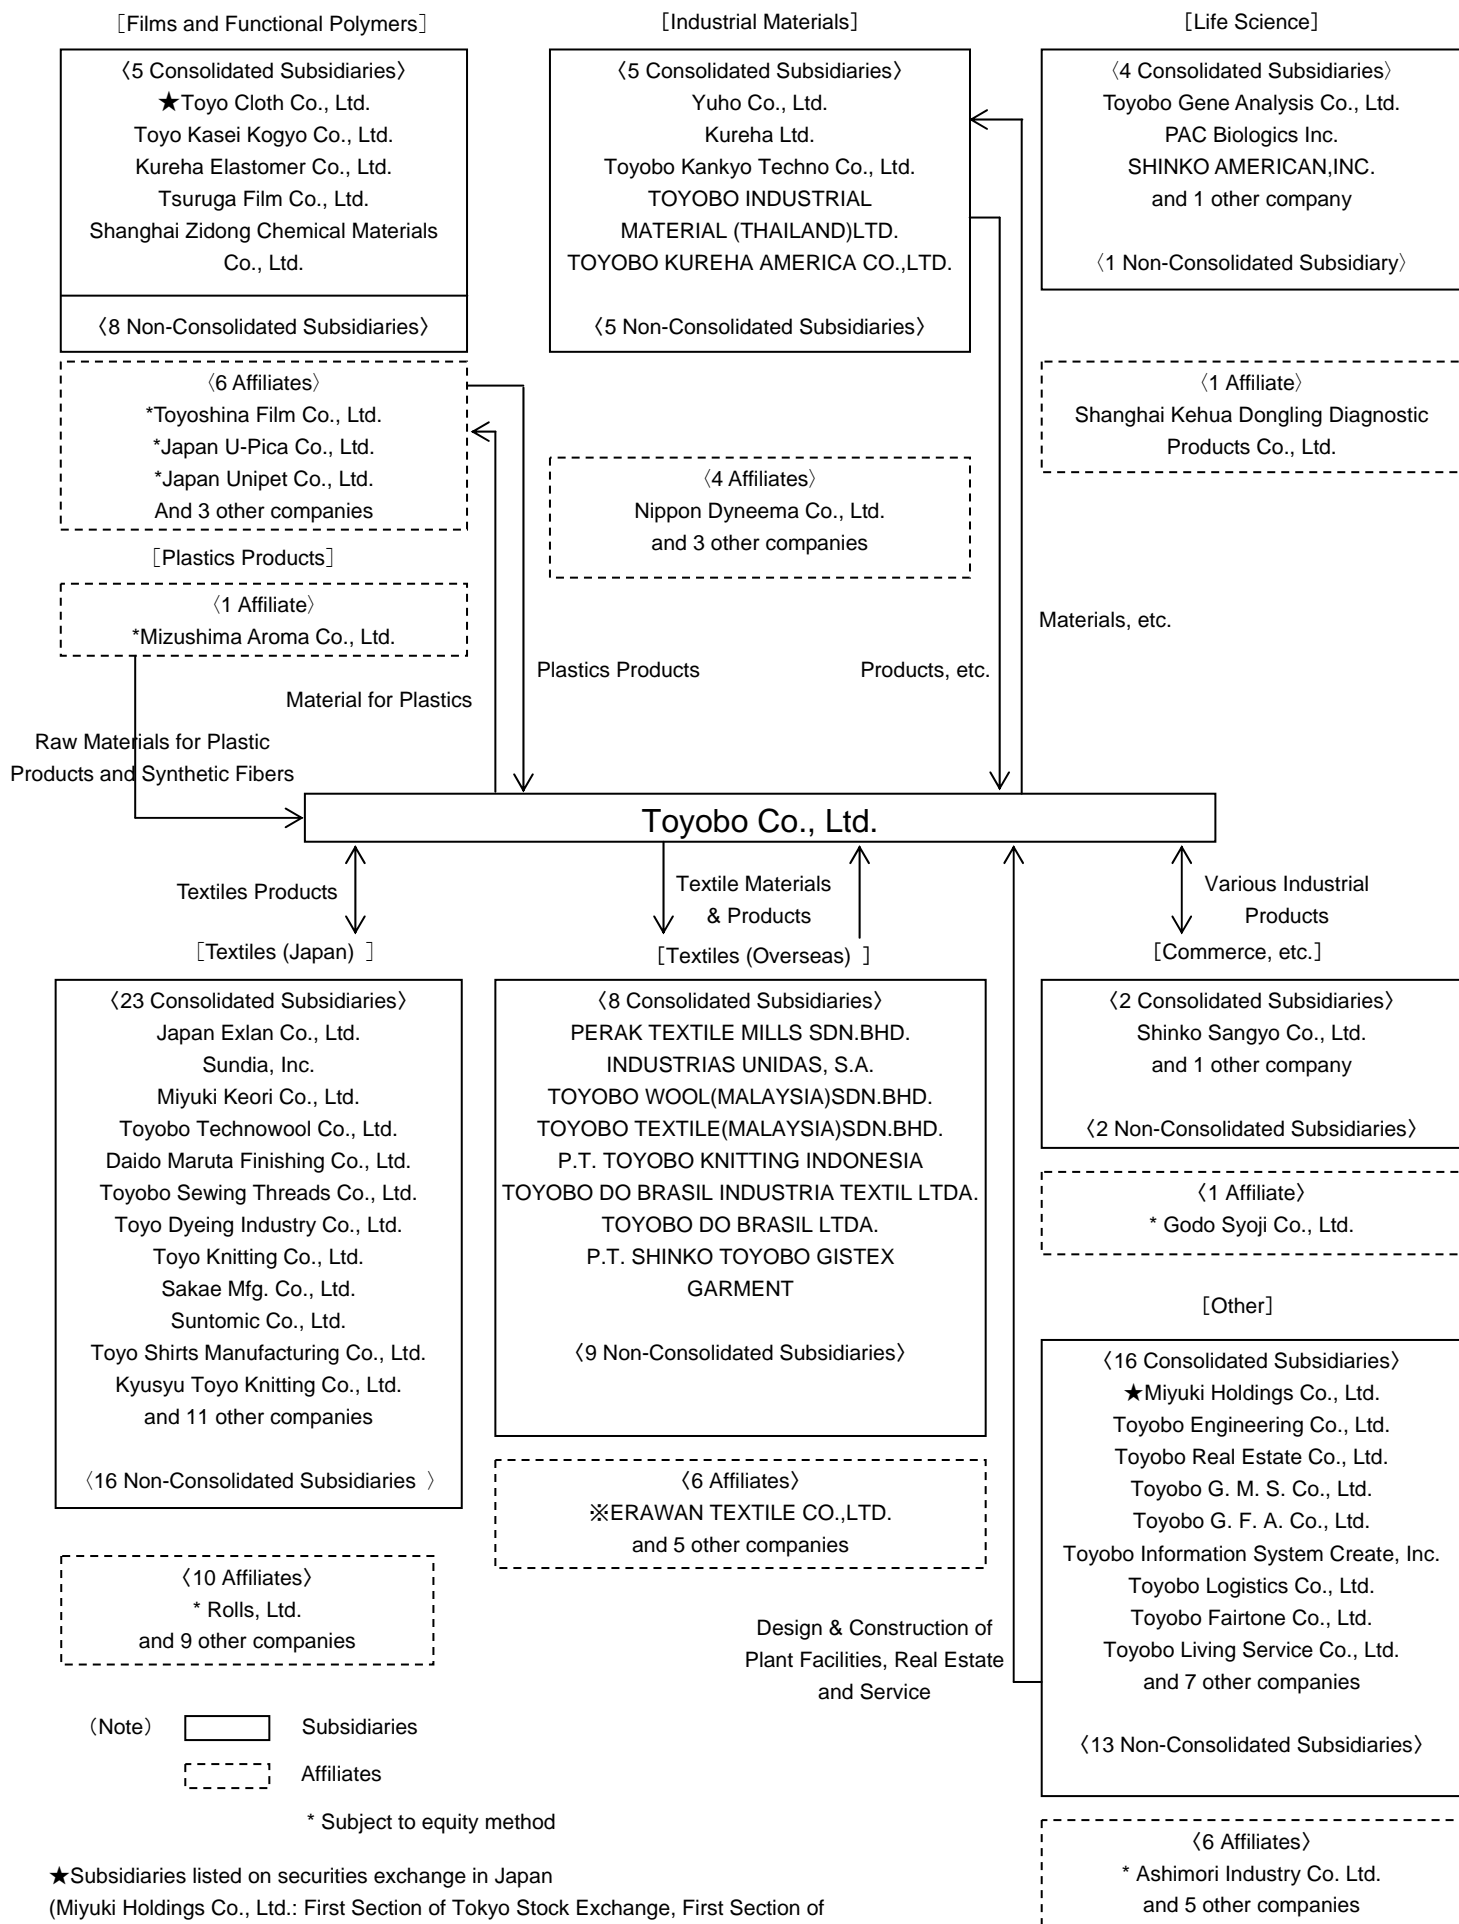 ［Films and Functional Polymers］
〈5 Consolidated Subsidiaries〉
★Toyo Cloth Co., Ltd.
Toyo Kasei Kogyo Co., Ltd.
Kureha Elastomer Co., Ltd.
Tsuruga Film Co., Ltd.
Shanghai Zidong Chemical Materials
Co., Ltd.
〈8 Non-Consolidated Subsidiaries〉
〈6 Affiliates〉
*Toyoshina Film Co., Ltd.
*Japan U-Pica Co., Ltd.
*Japan Unipet Co., Ltd.
And 3 other companies
［Plastics Products］
〈1 Affiliate〉
*Mizushima Aroma Co., Ltd.
［Industrial Materials］
〈5 Consolidated Subsidiaries〉
Yuho Co., Ltd.
Kureha Ltd.
Toyobo Kankyo Techno Co., Ltd.
TOYOBO INDUSTRIAL
MATERIAL (THAILAND)LTD.
TOYOBO KUREHA AMERICA CO.,LTD.
〈5 Non-Consolidated Subsidiaries〉
〈4 Affiliates〉
Nippon Dyneema Co., Ltd.
and 3 other companies
［Life Science］
〈4 Consolidated Subsidiaries〉
Toyobo Gene Analysis Co., Ltd.
PAC Biologics Inc.
SHINKO AMERICAN,INC.
and 1 other company
〈1 Non-Consolidated Subsidiary〉
〈1 Affiliate〉
Shanghai Kehua Dongling Diagnostic
Products Co., Ltd.
Materials, etc.
Plastics Products
Products, etc.
Material for Plastics
Raw Materials for Plastic
Products and Synthetic Fibers
Toyobo Co., Ltd.
Textiles Products
Textile Materials
& Products
Various Industrial
Products
［Textiles (Japan) ］
〈23 Consolidated Subsidiaries〉
Japan Exlan Co., Ltd.
Sundia, Inc.
Miyuki Keori Co., Ltd.
Toyobo Technowool Co., Ltd.
Daido Maruta Finishing Co., Ltd.
Toyobo Sewing Threads Co., Ltd.
Toyo Dyeing Industry Co., Ltd.
Toyo Knitting Co., Ltd.
Sakae Mfg. Co., Ltd.
Suntomic Co., Ltd.
Toyo Shirts Manufacturing Co., Ltd.
Kyusyu Toyo Knitting Co., Ltd.
and 11 other companies
〈16 Non-Consolidated Subsidiaries 〉
〈10 Affiliates〉
* Rolls, Ltd.
and 9 other companies
［Textiles (Overseas) ］
〈8 Consolidated Subsidiaries〉
PERAK TEXTILE MILLS SDN.BHD.
INDUSTRIAS UNIDAS, S.A.
TOYOBO WOOL(MALAYSIA)SDN.BHD.
TOYOBO TEXTILE(MALAYSIA)SDN.BHD.
P.T. TOYOBO KNITTING INDONESIA
TOYOBO DO BRASIL INDUSTRIA TEXTIL LTDA.
TOYOBO DO BRASIL LTDA.
P.T. SHINKO TOYOBO GISTEX
GARMENT
〈9 Non-Consolidated Subsidiaries〉
〈6 Affiliates〉
※ERAWAN TEXTILE CO.,LTD.
and 5 other companies
［Commerce, etc.］
〈2 Consolidated Subsidiaries〉
Shinko Sangyo Co., Ltd.
and 1 other company
〈2 Non-Consolidated Subsidiaries〉
〈1 Affiliate〉
* Godo Syoji Co., Ltd.
［Other］
〈16 Consolidated Subsidiaries〉
★Miyuki Holdings Co., Ltd.
Toyobo Engineering Co., Ltd.
Toyobo Real Estate Co., Ltd.
Toyobo G. M. S. Co., Ltd.
Toyobo G. F. A. Co., Ltd.
Toyobo Information System Create, Inc.
Toyobo Logistics Co., Ltd.
Toyobo Fairtone Co., Ltd.
Toyobo Living Service Co., Ltd.
and 7 other companies
〈13 Non-Consolidated Subsidiaries〉
〈6 Affiliates〉
* Ashimori Industry Co. Ltd.
and 5 other companies
Design & Construction of
Plant Facilities, Real Estate
and Service
（Note）
Subsidiaries
Affiliates
* Subject to equity method
★Subsidiaries listed on securities exchange in Japan
(Miyuki Holdings Co., Ltd.: First Section of Tokyo Stock Exchange, First Section of